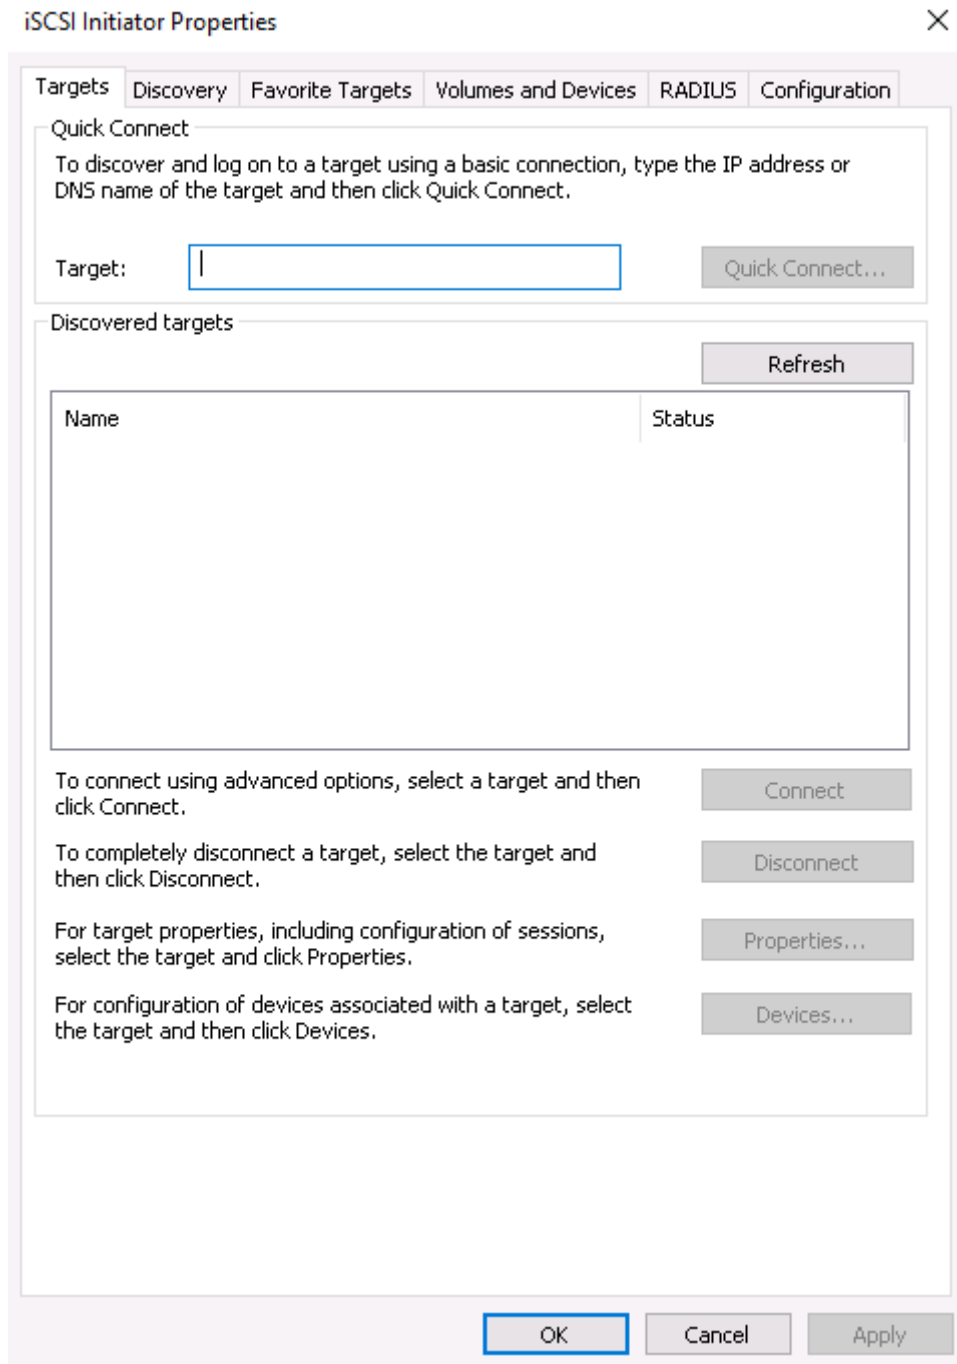 iSCSI Initiator Properties
Targets Discovery Favorite Targets Volumes and Devices RADIUS Configuration
Quick Connect
To discover and log on to a target using a basic connection, type the IP address or
DNS name of the target and then click Quick Connect.
Target: Quick Connect...
Discovered targets
Refresh
Name Status
To connect using advanced options, select a target and then
click Connect.
Connect
To completely disconnect a target, select the target and
then click Disconnect.
Disconnect
For target properties, including configuration of sessions,
select the target and click Properties.
Properties...
For configuration of devices associated with a target, select
the target and then click Devices.
Devices...
OK Cancel Apply